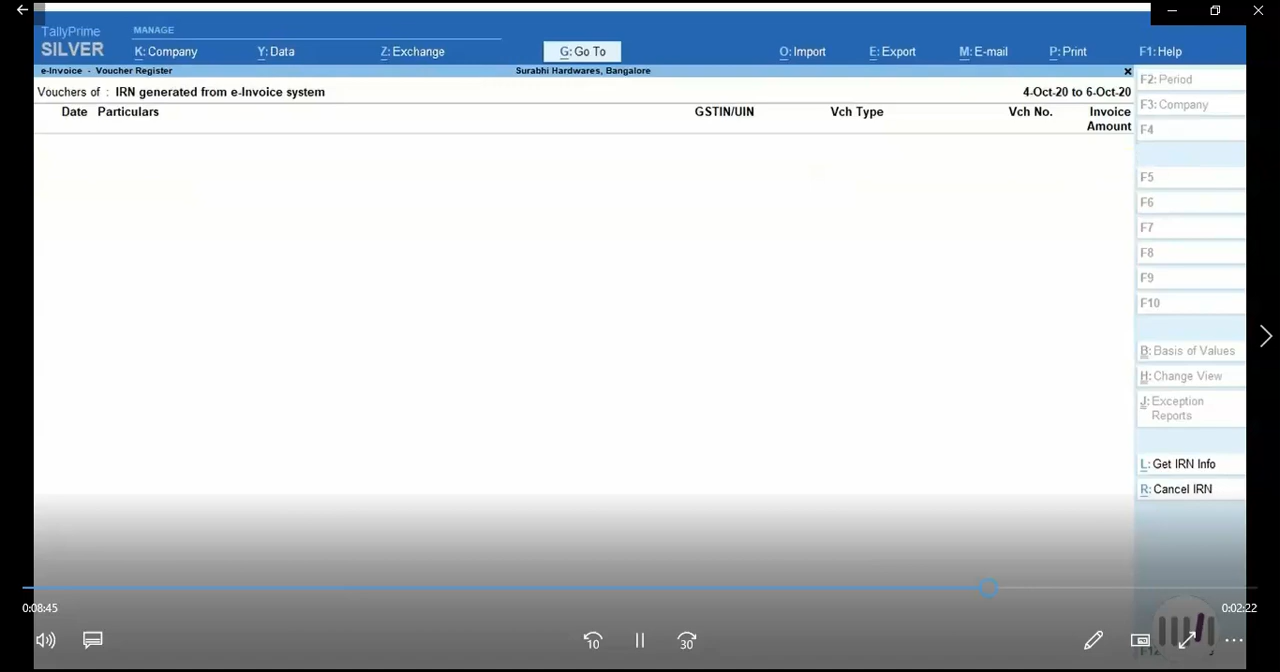 TallyPrime MANAGE
SILVER K: Company Y: Data Z: Exchange G: Go To O: Import E: Export M: E-mail P: Print F1: Help
e-Invoice - Voucher Register Surabhi Hardwares, Bangalore x
Vouchers of : IRN generated from e-Invoice system 4-Oct-20 to 6-Oct-20
Date Particulars GSTIN/UIN Vch Type Vch No. Invoice
Amount
F2: Period
F3: Company
F4
F5
F6
F7
F8
F9
F10
B: Basis of Values
H: Change View
J: Exception
Reports
L: Get IRN Info
R: Cancel IRN
0:08:45 0:02:22
10 30